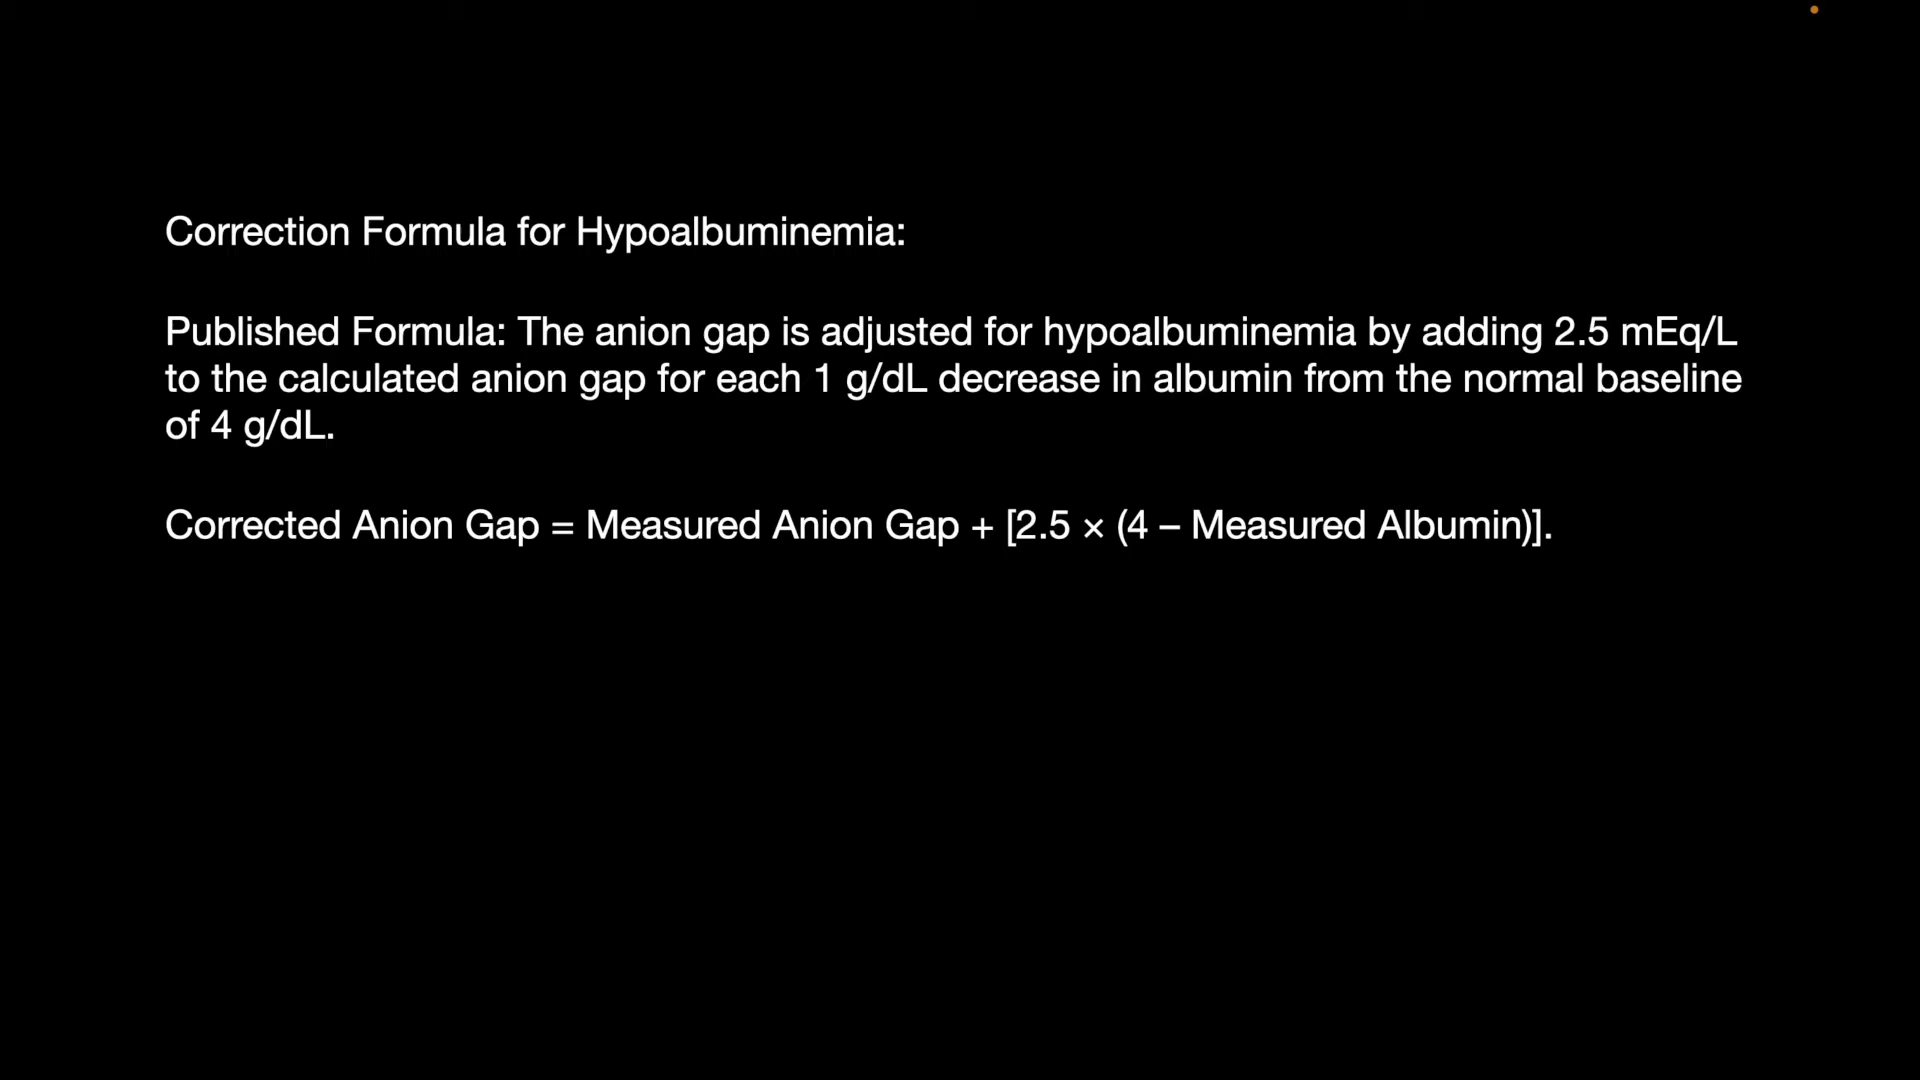 Correction Formula for Hypoalbuminemia:
Published Formula: The anion gap is adjusted for hypoalbuminemia by adding 2.5 mEq/L
to the calculated anion gap for each 1 g/dL decrease in albumin from the normal baseline
of 4 g/dL.
Corrected Anion Gap = Measured Anion Gap + [2.5 × (4 – Measured Albumin)].